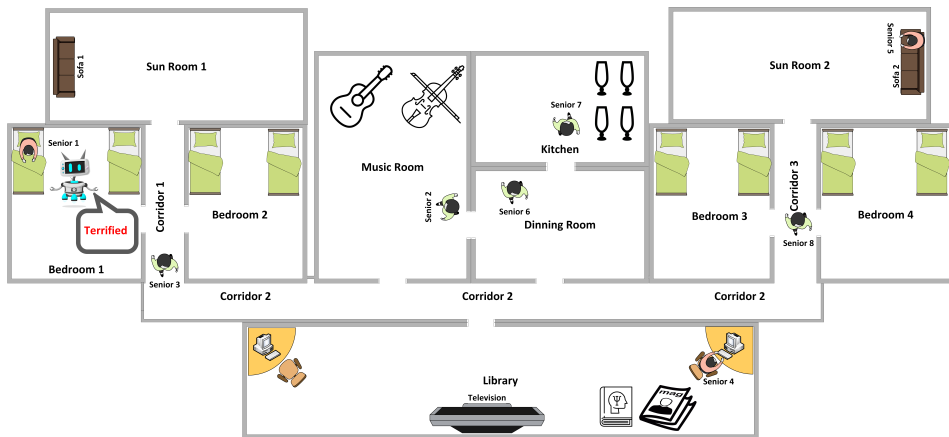 Sofa 1
Sun Room 1
Senior 5
Sofa 2
Sun Room 2
Senior 1
Terrified
Bedroom 1
Corridor 1
Senior 3
Bedroom 2
Music Room
Senior 2
Senior 7
Kitchen
Senior 6
Dinning Room
Bedroom 3
Corridor 3
Senior 8
Bedroom 4
Corridor 2
Corridor 2
Corridor 2
Library
Television
Ψ
mag
Senior 4